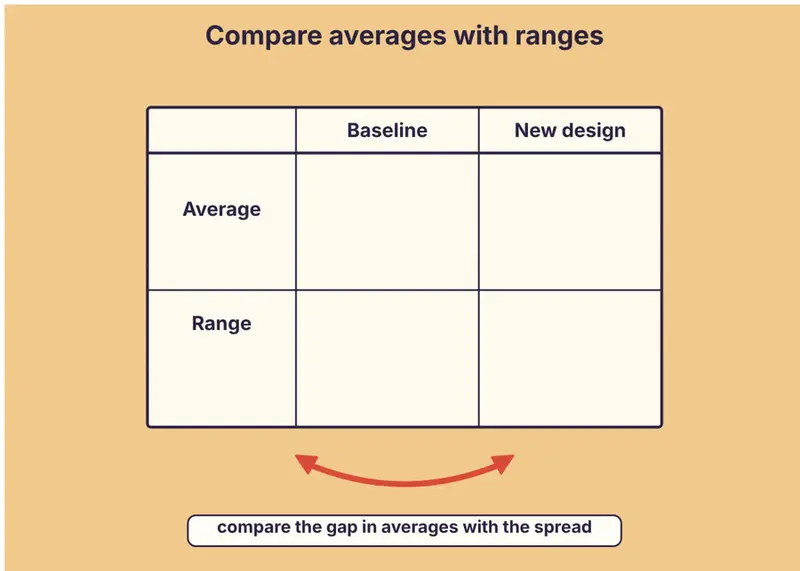 Compare averages with ranges
Baseline New design
Average
Range
compare the gap in averages with the spread